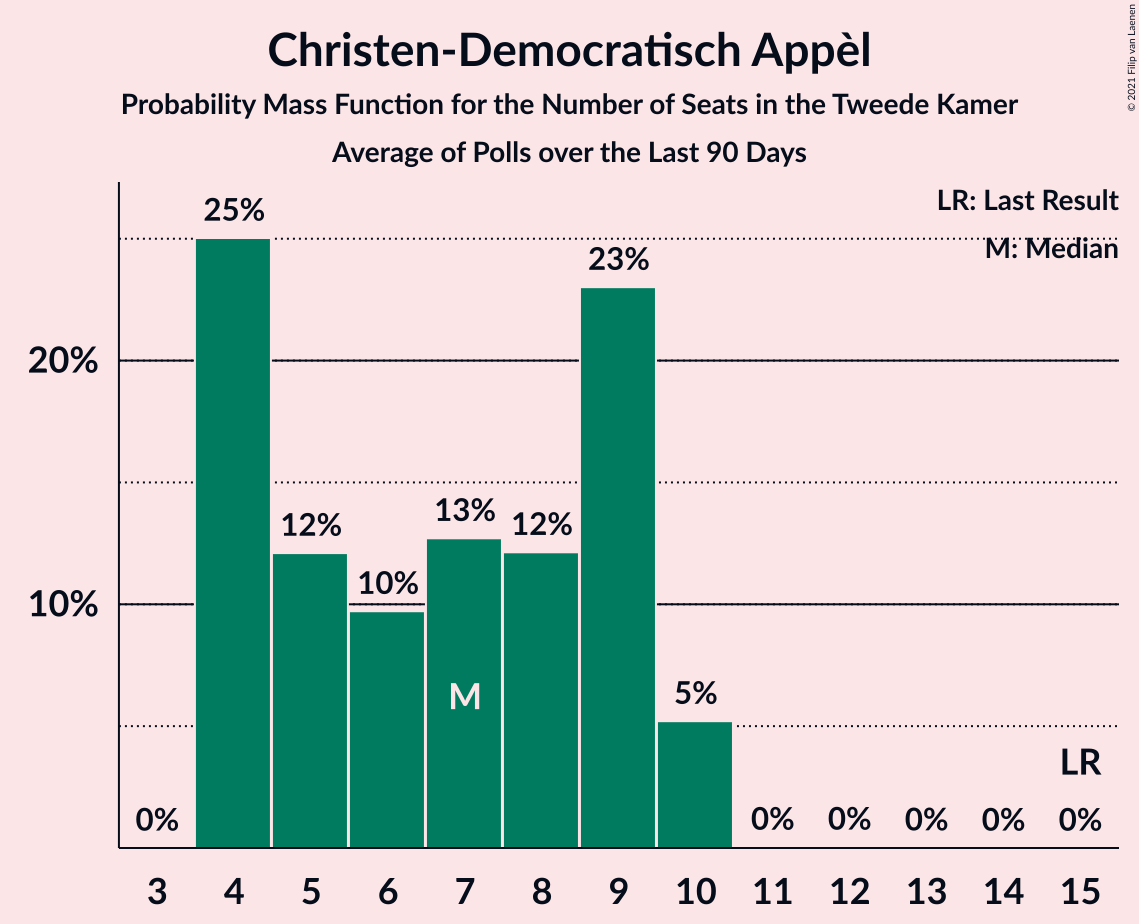 Christen-Democratisch Appèl
Probability Mass Function for the Number of Seats in the Tweede Kamer
Average of Polls over the Last 90 Days
© 2021 Filip van Laenen
LR: Last Result
M: Median
25%
23%
20%
13%
12%
12%
10%
10%
M
5%
LR
0%
0%
0%
0%
0%
0%
3 4 5 6 7 8 9 10 11 12 13 14 15